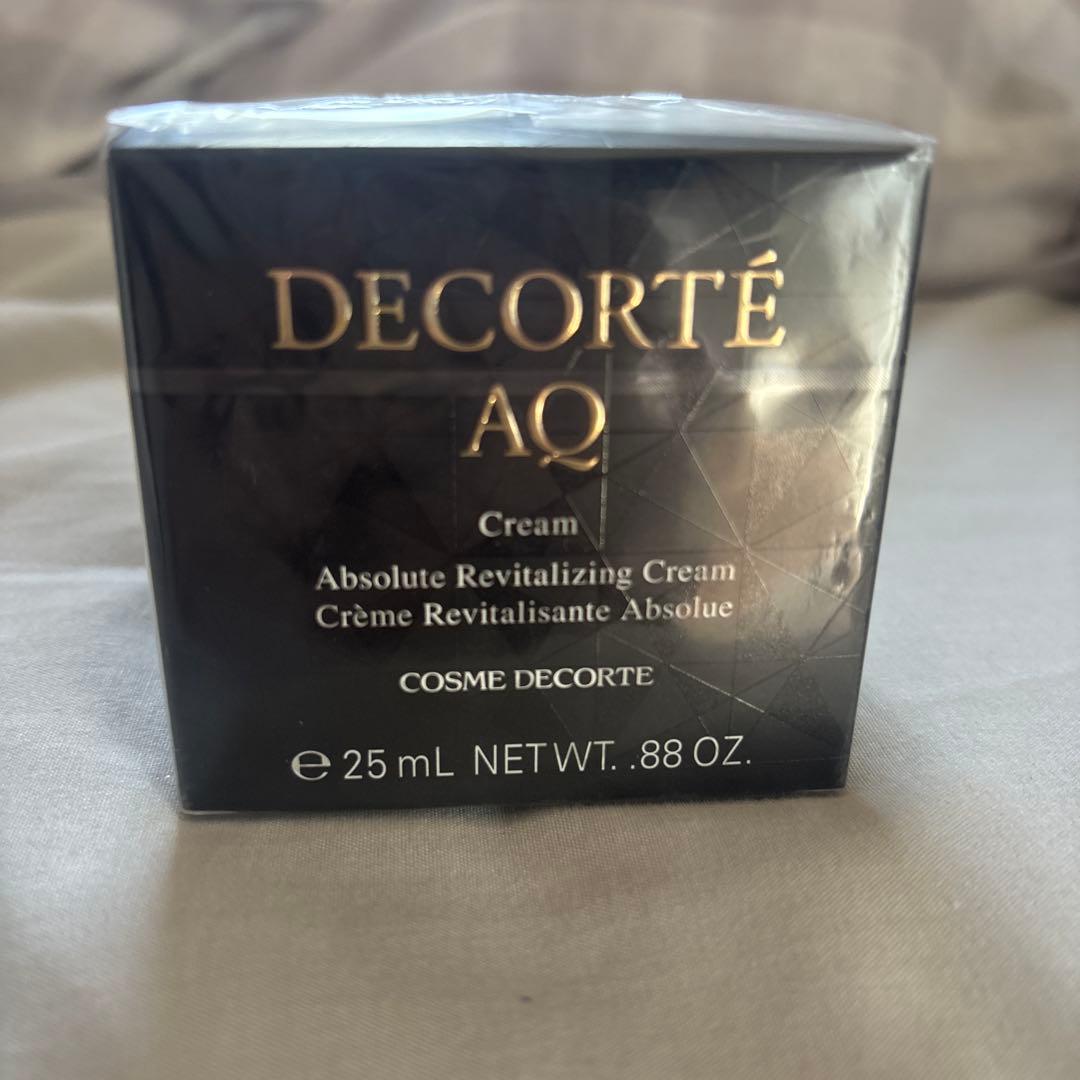 DECORTÉ
AQ
Cream
Absolute Revitalizing Cream
Crème Revitalisante Absolue
COSME DECORTE
℮ 25 mL NET WT. .88 OZ.